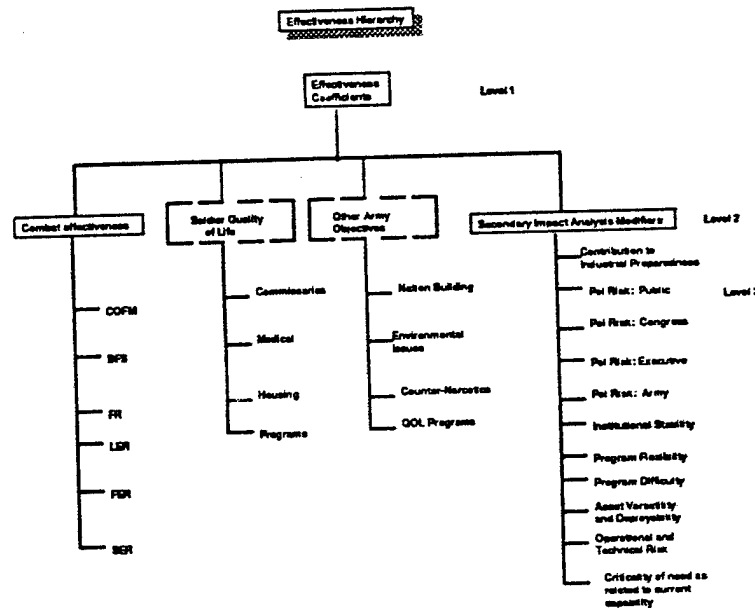 Effectiveness Hierarchy
Effectiveness
Coefficients
Level 1
Combat effectiveness
Soldier Quality
of Life
Other Army
Objectives
Secondary Impact Analysis Modifiers
Level 2
COFM
FR
LER
FER
SER
Commissaries
Medical
Housing
Programs
Nation Building
Environmental
Issues
Counter-Narcotics
QOL Programs
Contribution to
Industrial Preparedness
Pol Risk: Public
Level 3
Pol Risk: Congress
Pol Risk: Executive
Pol Risk: Army
Institutional Stability
Program Flexibility
Program Difficulty
Asset Versatility
and Deployability
Operational and
Technical Risk
Criticality of need as
related to current
capability